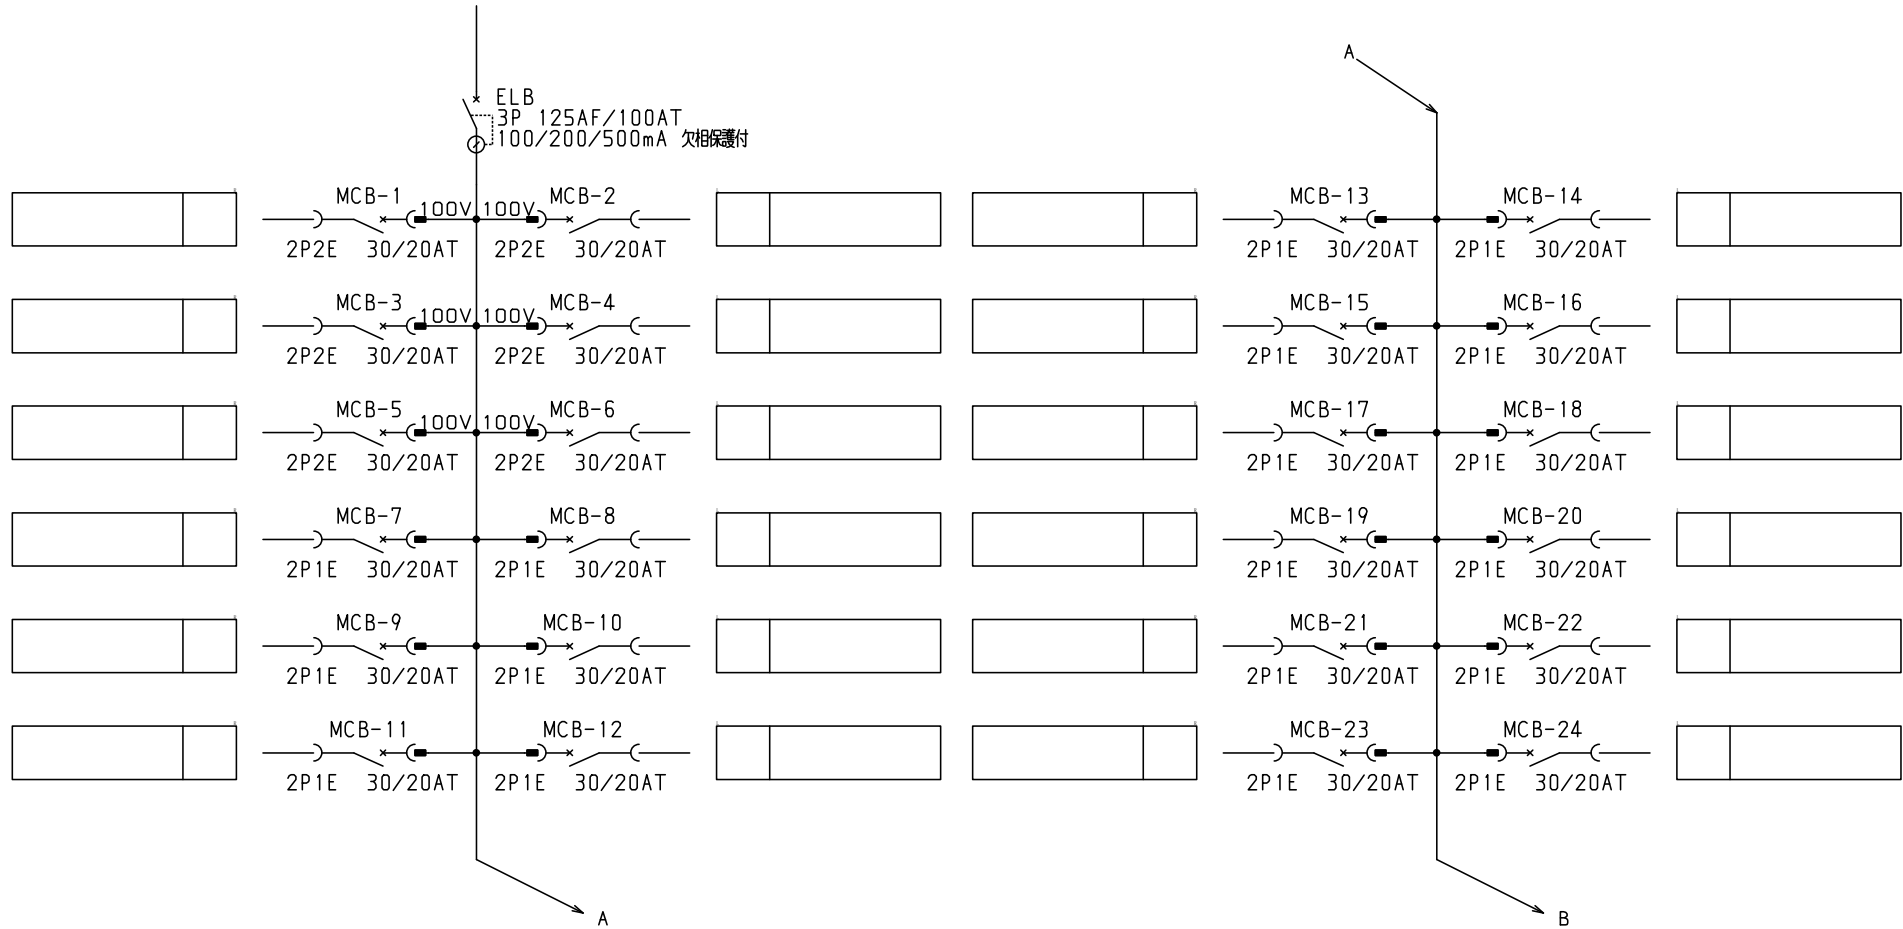 A
ELB
3P 125AF/100AT
100/200/500mA 欠相保護付
MCB-1 100V 100V MCB-2 MCB-13 MCB-14
2P2E 30/20AT 2P2E 30/20AT 2P1E 30/20AT 2P1E 30/20AT
MCB-3 100V 100V MCB-4 MCB-15 MCB-16
2P2E 30/20AT 2P2E 30/20AT 2P1E 30/20AT 2P1E 30/20AT
MCB-5 100V 100V MCB-6 MCB-17 MCB-18
2P2E 30/20AT 2P2E 30/20AT 2P1E 30/20AT 2P1E 30/20AT
MCB-7 MCB-8 MCB-19 MCB-20
2P1E 30/20AT 2P1E 30/20AT 2P1E 30/20AT 2P1E 30/20AT
MCB-9 MCB-10 MCB-21 MCB-22
2P1E 30/20AT 2P1E 30/20AT 2P1E 30/20AT 2P1E 30/20AT
MCB-11 MCB-12 MCB-23 MCB-24
2P1E 30/20AT 2P1E 30/20AT 2P1E 30/20AT 2P1E 30/20AT
A B